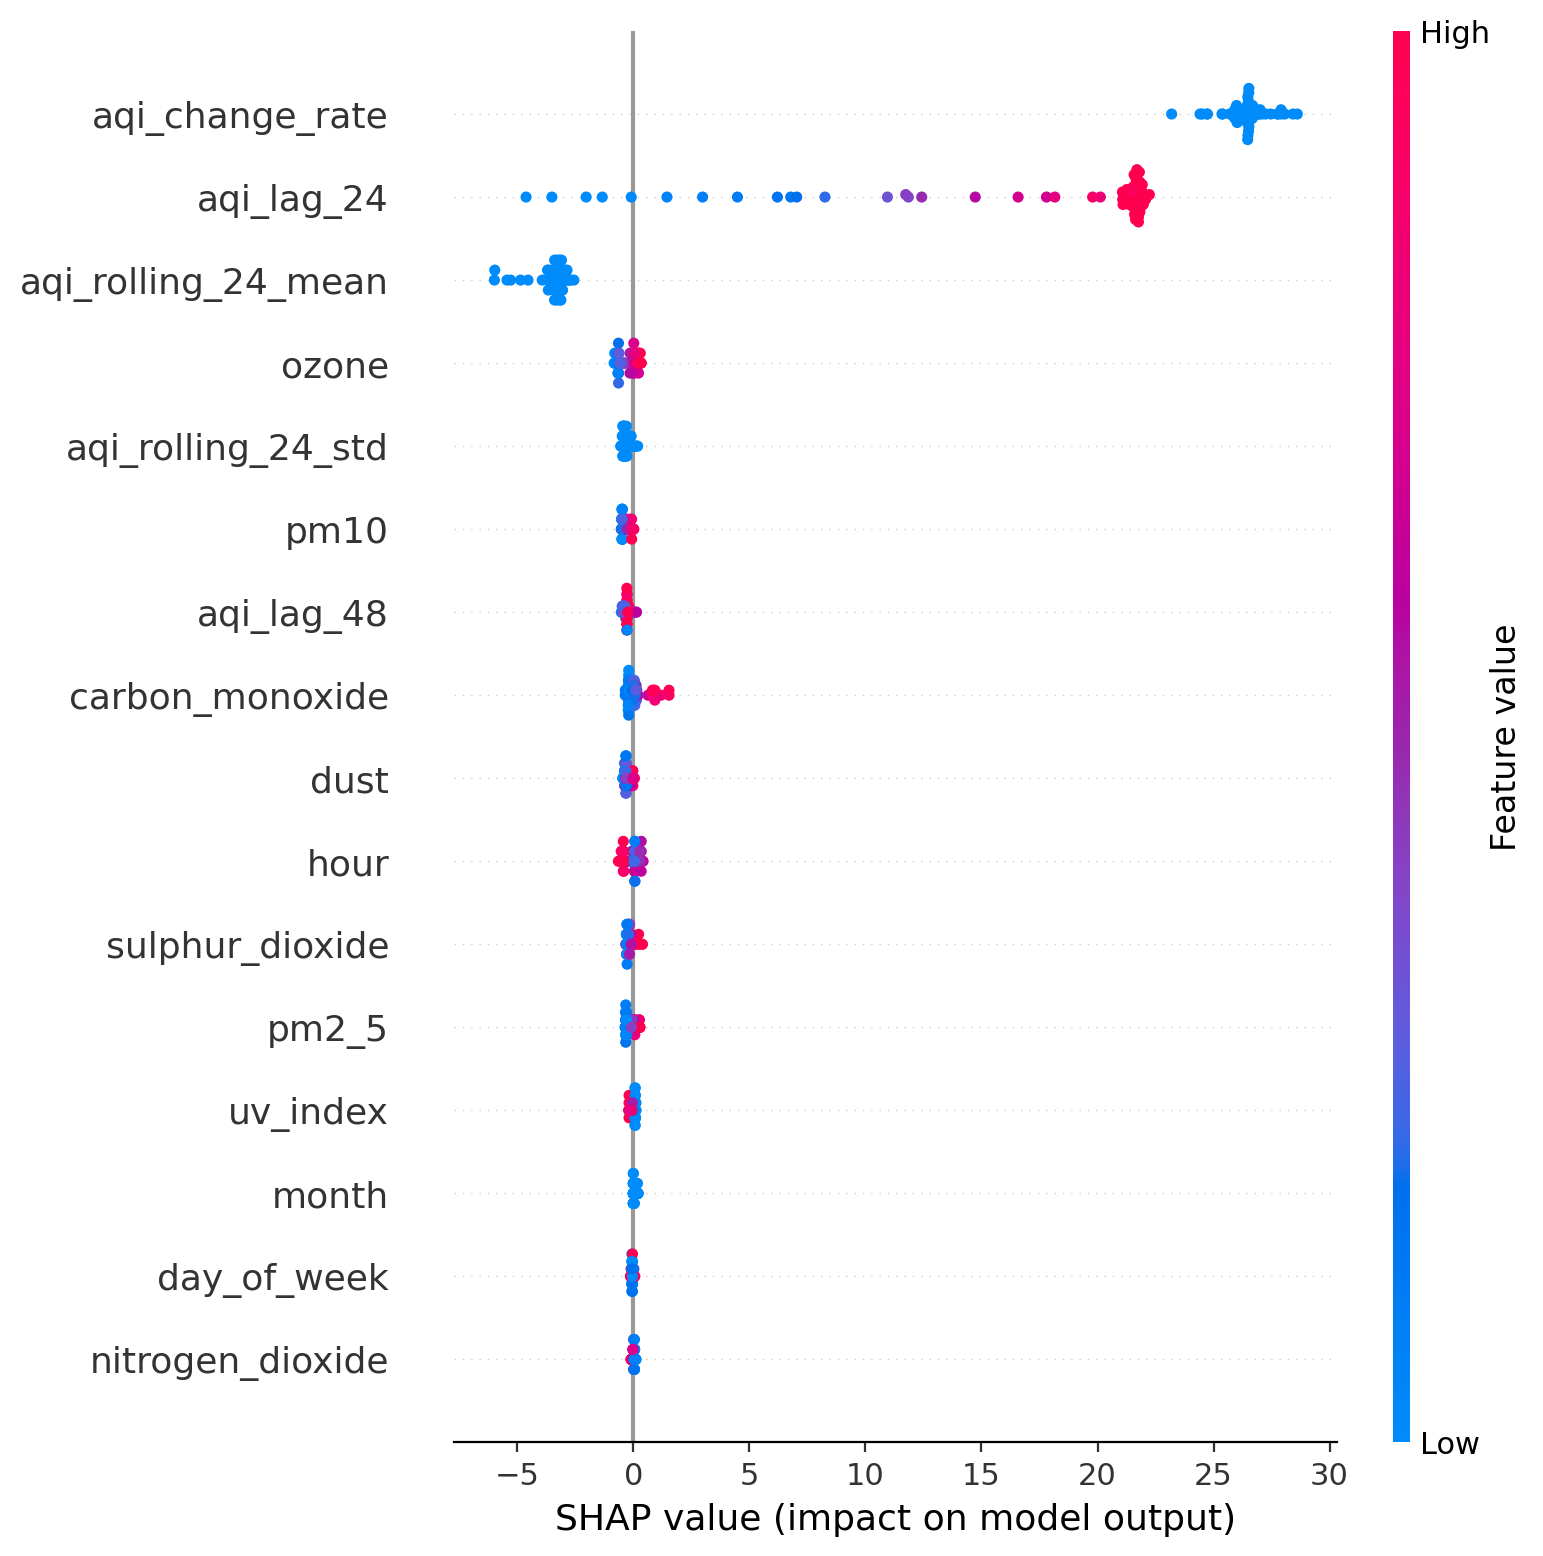 High
aqi_change_rate
aqi_lag_24
aqi_rolling_24_mean
ozone
aqi_rolling_24_std
pm10
aqi_lag_48
carbon_monoxide
dust
hour
sulphur_dioxide
pm2_5
uv_index
month
day_of_week
nitrogen_dioxide
Feature value
Low
−5 0 5 10 15 20 25 30
SHAP value (impact on model output)